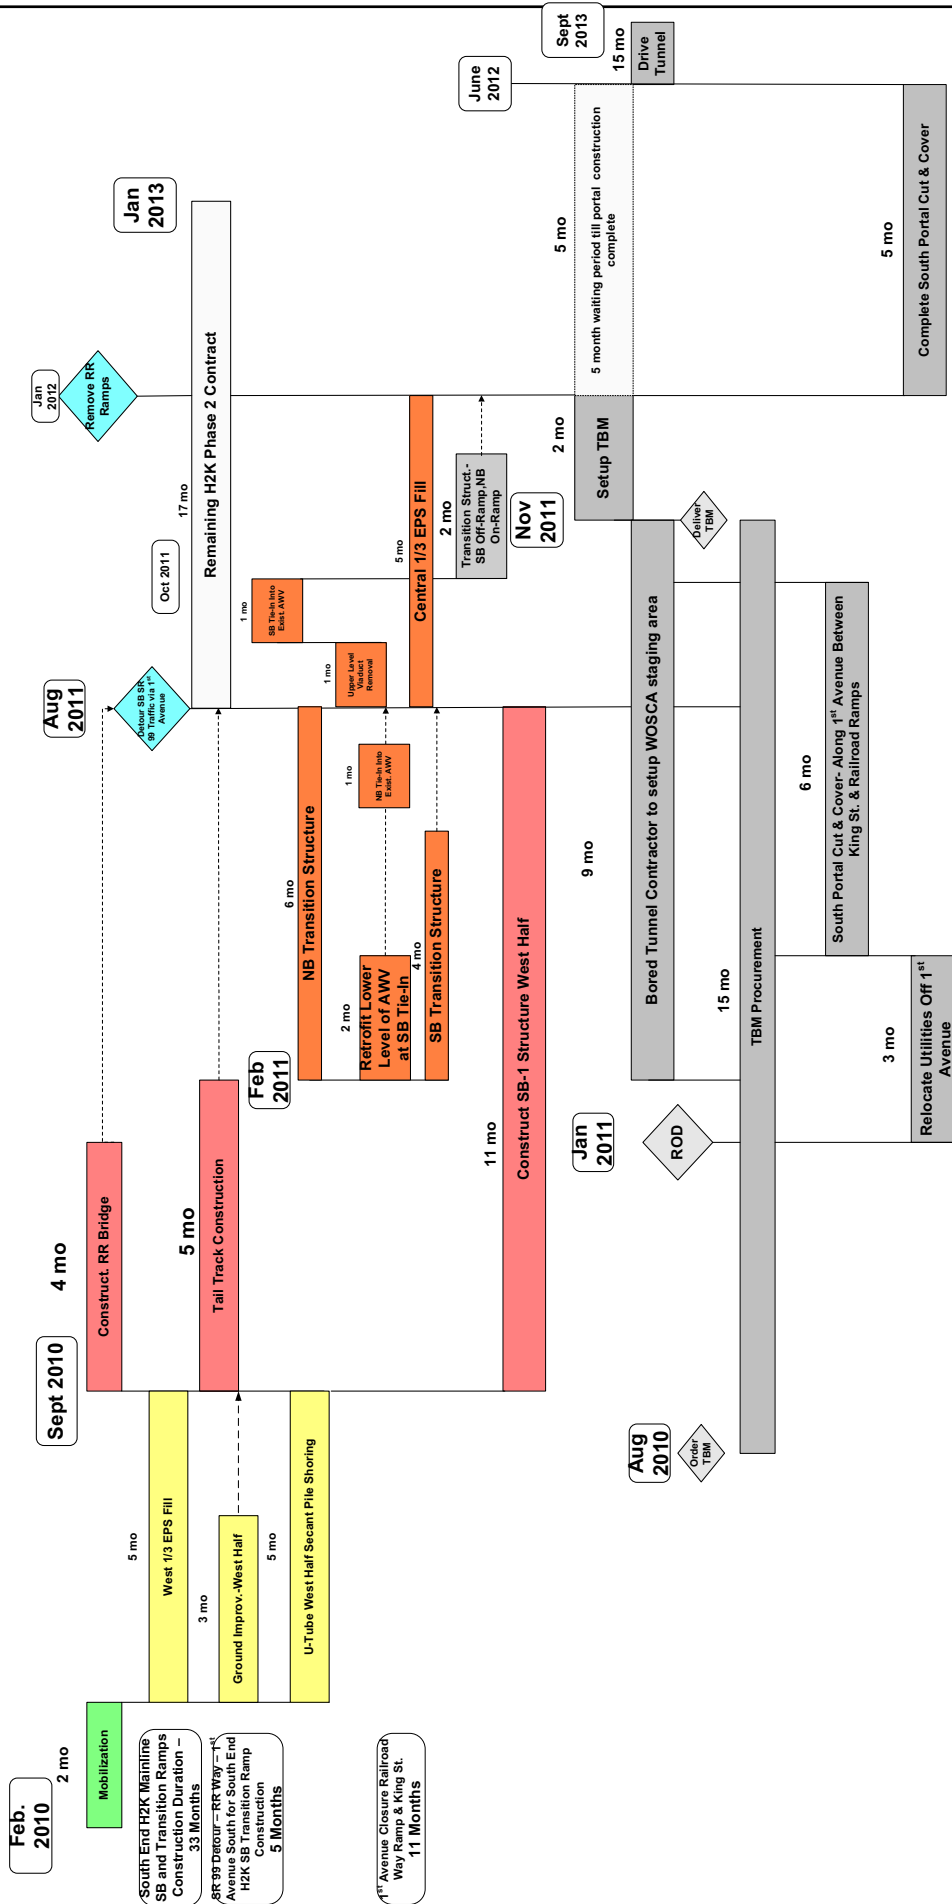 Feb.
2010
2 mo
Mobilization
South End H2K Mainline
SB and Transition Ramps
Construction Duration –
33 Months
SR 99 Detour – RR Way – 1st
Avenue South for South End
H2K SB Transition Ramp
Construction
5 Months
1st Avenue Closure Railroad
Way Ramp & King St.
11 Months
5 mo
West 1/3 EPS Fill
3 mo
Ground Improv.-West Half
5 mo
U-Tube West Half Secant Pile Shoring
Sept 2010
4 mo
Construct. RR Bridge
5 mo
Tail Track Construction
Feb
2011
6 mo
NB Transition Structure
2 mo
Retrofit Lower
Level of AWV
at SB Tie-In
1 mo
NB Tie-In Into
Exist. AWV
4 mo
SB Transition Structure
11 mo
Construct SB-1 Structure West Half
Aug
2011
Detour SB SR
99 Traffic via 1st
Avenue
Oct 2011
17 mo
Remaining H2K Phase 2 Contract
Jan
2013
Jan
2012
Remove RR
Ramps
1 mo
SB Tie-In Into
Exist. AWV
1 mo
Upper Level
Viaduct
Removal
5 mo
Central 1/3 EPS Fill
2 mo
Transition Struct.-
SB Off-Ramp,NB
On-Ramp
Nov
2011
June
2012
Sept
2013
15 mo
Drive
Tunnel
5 mo
5 month waiting period till portal construction
complete
2 mo
Setup TBM
9 mo
Bored Tunnel Contractor to setup WOSCA staging area
Deliver
TBM
Jan
2011
ROD
Aug
2010
Order
TBM
15 mo
TBM Procurement
6 mo
South Portal Cut & Cover- Along 1st Avenue Between
King St. & Railroad Ramps
3 mo
Relocate Utilities Off 1st
Avenue
5 mo
Complete South Portal Cut & Cover